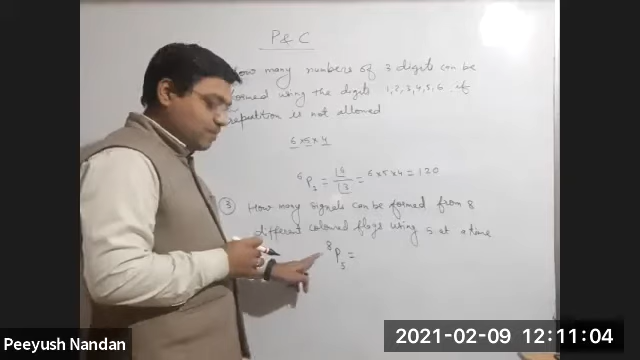 P & C
How many numbers of 3 digits can be
formed using the digits 1,2,3,4,5,6. if
repetition is not allowed
6 x 5 x 4
6P3 = |6 / |3 = 6 x 5 x 4 = 120
3 How many signals can be formed from 8
different coloured flags using 5 at a time
8P5 =
Peeyush Nandan
2021-02-09 12:11:04